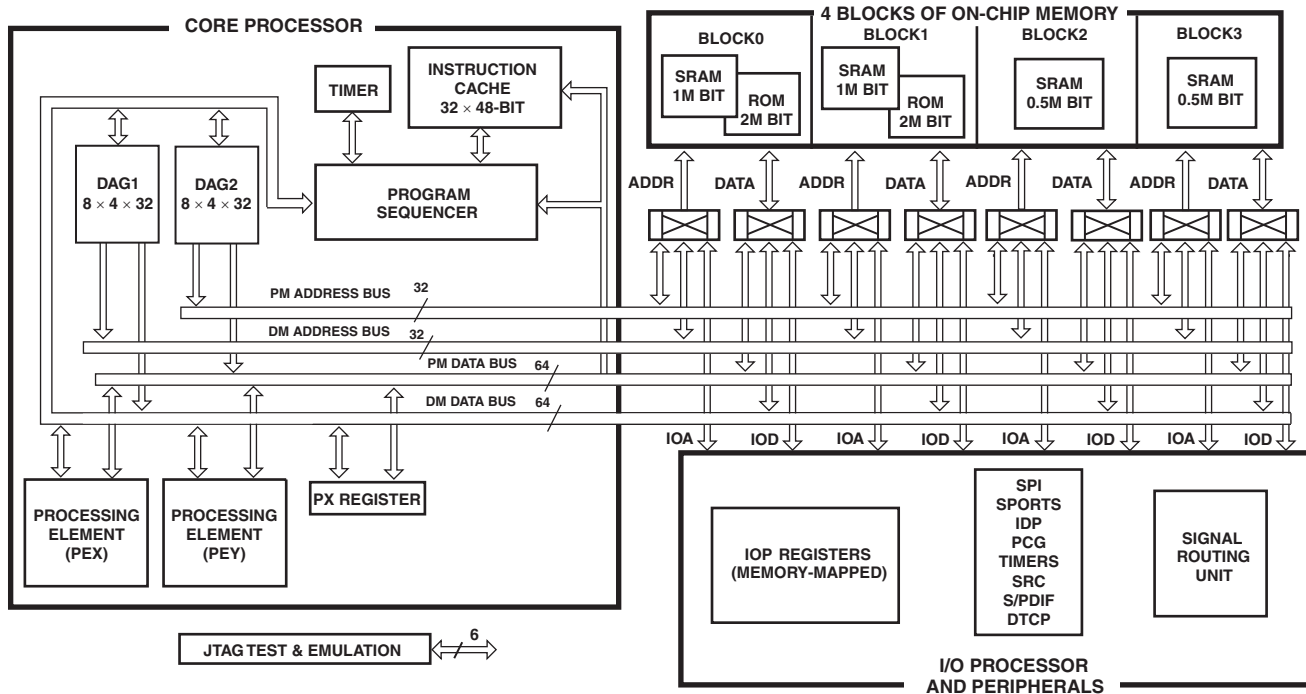 CORE PROCESSOR
TIMER
INSTRUCTION
CACHE
32 × 48-BIT
DAG1
8 × 4 × 32
DAG2
8 × 4 × 32
PROGRAM
SEQUENCER
PM ADDRESS BUS 32
DM ADDRESS BUS 32
PM DATA BUS 64
DM DATA BUS 64
PROCESSING
ELEMENT
(PEX)
PROCESSING
ELEMENT
(PEY)
PX REGISTER
JTAG TEST & EMULATION 6
4 BLOCKS OF ON-CHIP MEMORY
BLOCK0
SRAM
1M BIT
ROM
2M BIT
BLOCK1
SRAM
1M BIT
ROM
2M BIT
BLOCK2
SRAM
0.5M BIT
BLOCK3
SRAM
0.5M BIT
ADDR DATA ADDR DATA ADDR DATA ADDR DATA
IOA IOD IOA IOD IOA IOD IOA IOD
IOP REGISTERS
(MEMORY-MAPPED)
SPI
SPORTS
IDP
PCG
TIMERS
SRC
S/PDIF
DTCP
SIGNAL
ROUTING
UNIT
I/O PROCESSOR
AND PERIPHERALS